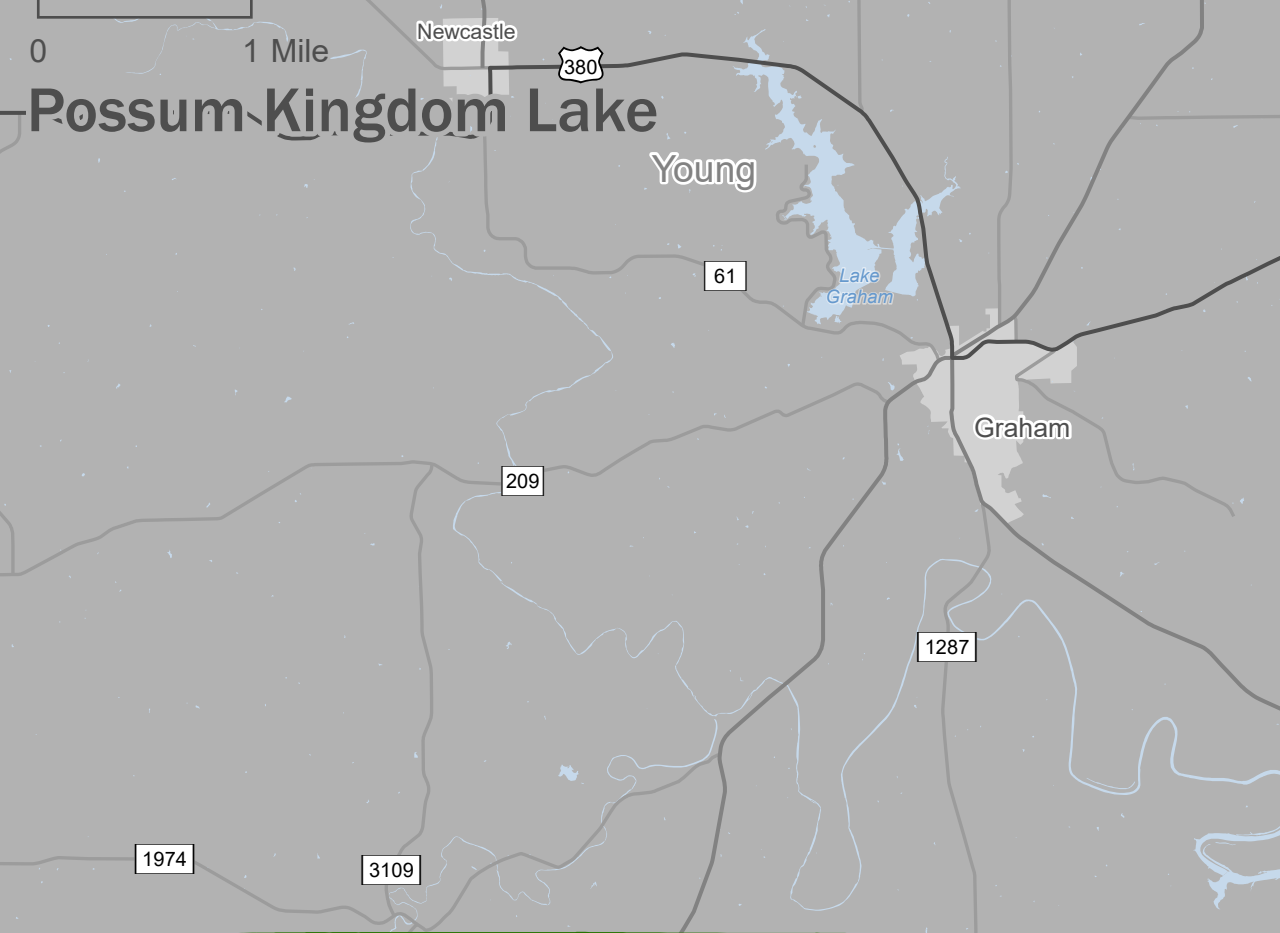 Newcastle
0 1 Mile
380
Possum Kingdom Lake
Young
61
Lake
Graham
Graham
209
1287
1974
3109